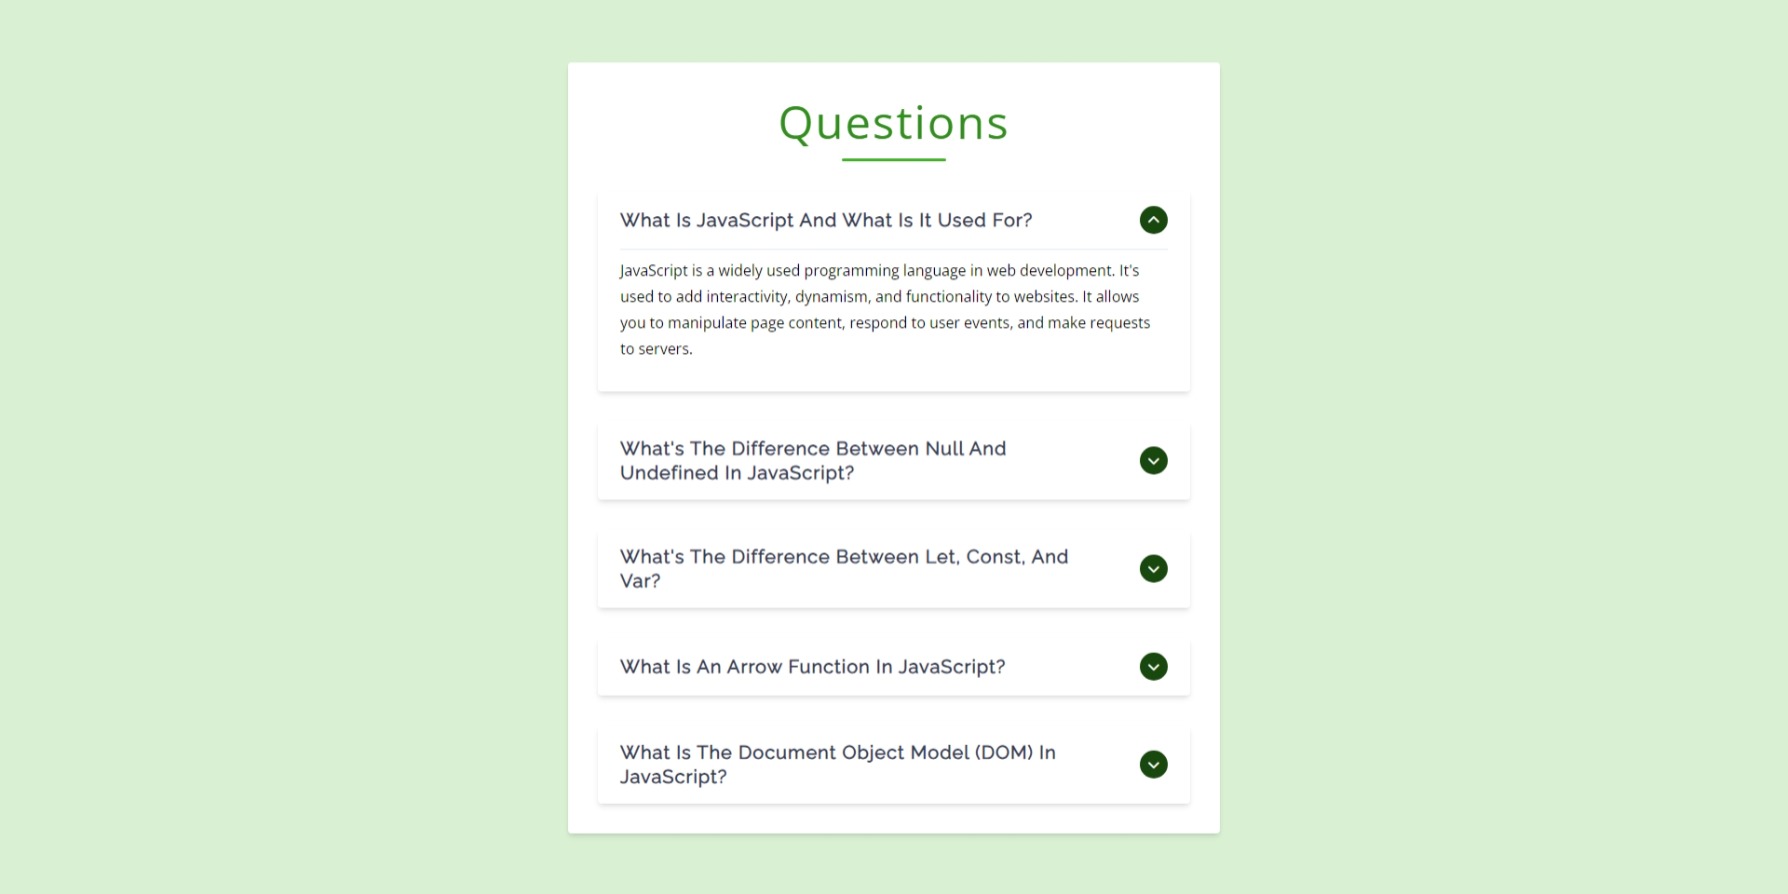 Questions
What Is JavaScript And What Is It Used For?
JavaScript is a widely used programming language in web development. It's
used to add interactivity, dynamism, and functionality to websites. It allows
you to manipulate page content, respond to user events, and make requests
to servers.
What's The Difference Between Null And
Undefined In JavaScript?
What's The Difference Between Let, Const, And
Var?
What Is An Arrow Function In JavaScript?
What Is The Document Object Model (DOM) In
JavaScript?